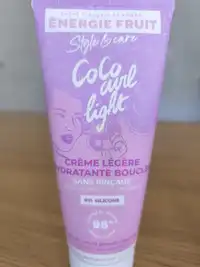 ÉNERGIE FRUIT
Style & care
Coco
curl
light
CRÈME LÉGÈRE
HYDRATANTE BOUCLES
SANS RINÇAGE
0% SILICONE